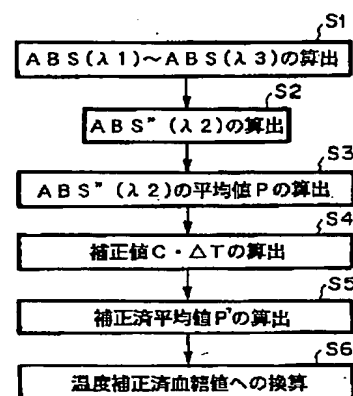 S1
ABS(λ1)〜ABS(λ3)の算出
S2
ABS"(λ2)の算出
S3
ABS"(λ2)の平均値Pの算出
S4
補正値C・△Tの算出
S5
補正済平均値P'の算出
S6
温度補正済血糖値への換算